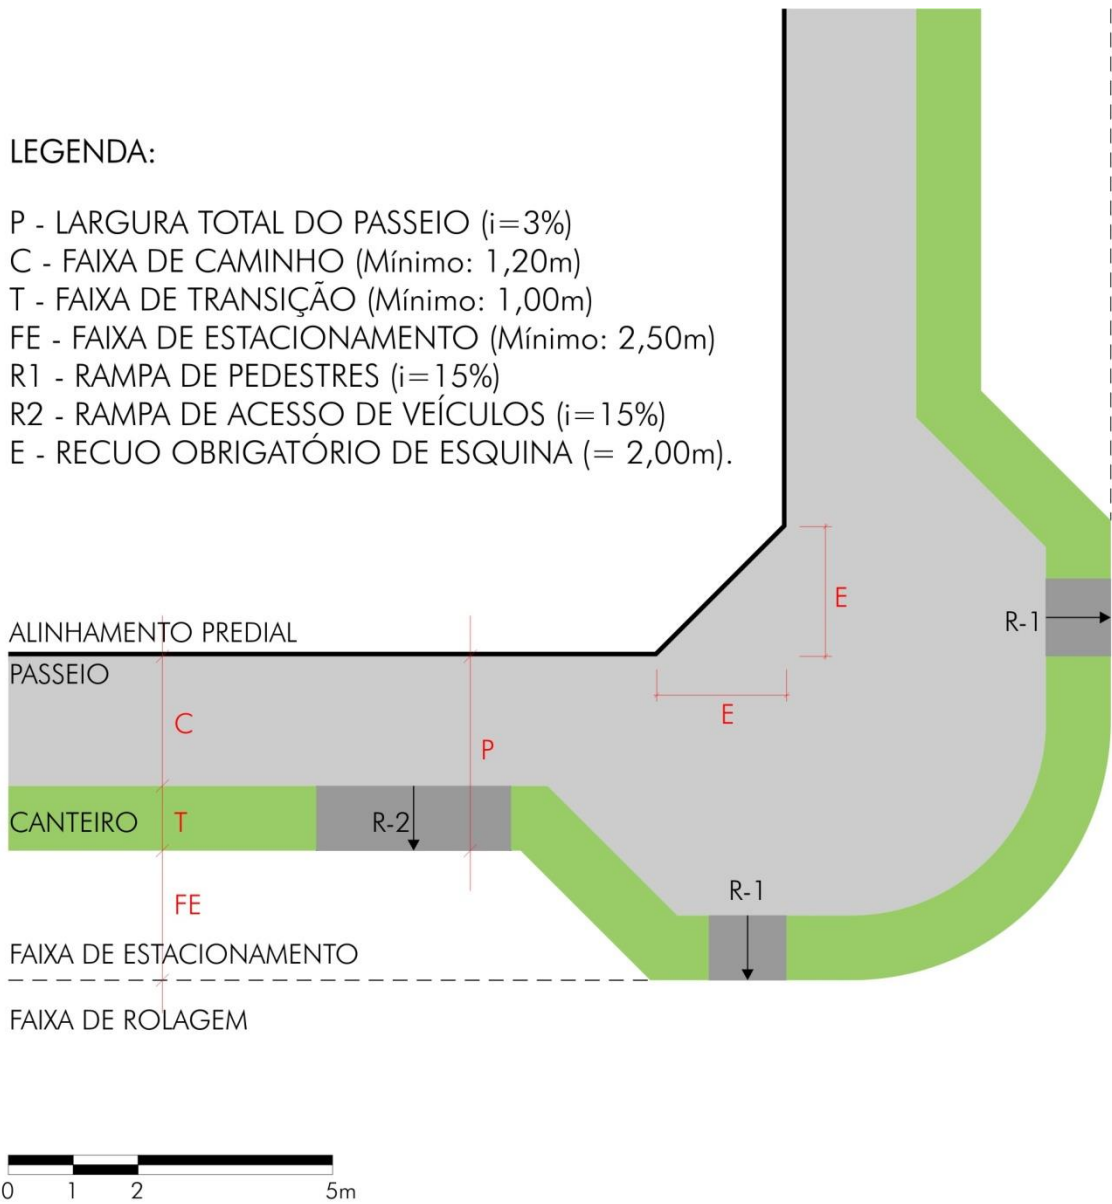 LEGENDA:
P - LARGURA TOTAL DO PASSEIO (i=3%)
C - FAIXA DE CAMINHO (Mínimo: 1,20m)
T - FAIXA DE TRANSIÇÃO (Mínimo: 1,00m)
FE - FAIXA DE ESTACIONAMENTO (Mínimo: 2,50m)
R1 - RAMPA DE PEDESTRES (i=15%)
R2 - RAMPA DE ACESSO DE VEÍCULOS (i=15%)
E - RECUO OBRIGATÓRIO DE ESQUINA (= 2,00m).
E
R-1
ALINHAMENTO PREDIAL
PASSEIO
C
E
P
CANTEIRO
T
R-2
R-1
FE
FAIXA DE ESTACIONAMENTO
FAIXA DE ROLAGEM
0 1 2 5m